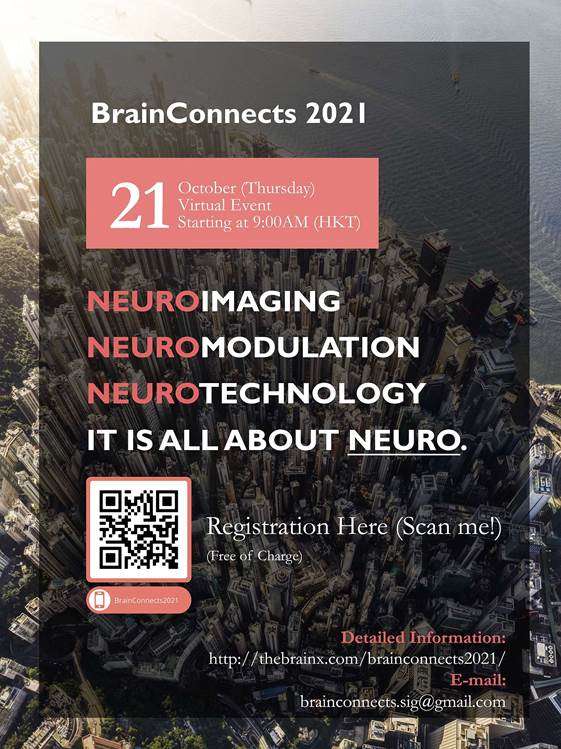 BrainConnects 2021
21
October (Thursday)
Virtual Event
Starting at 9:00AM (HKT)
NEUROIMAGING
NEUROMODULATION
NEUROTECHNOLOGY
IT IS ALL ABOUT NEURO.
Registration Here (Scan me!)
(Free of Charge)
BrainConnects2021
Detailed Information:
http://thebrainx.com/brainconnects2021/
E-mail:
brainconnects.sig@gmail.com